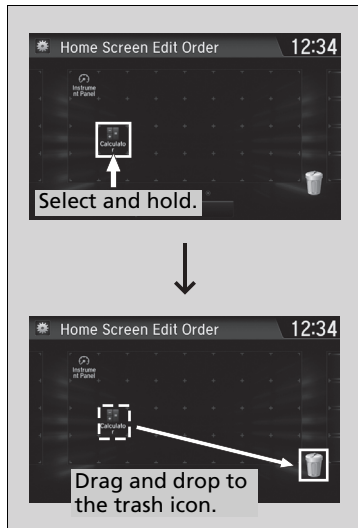 Home Screen Edit Order 12:34
Instrume
nt Panel
Calculato
r
Select and hold.
Home Screen Edit Order 12:34
Instrume
nt Panel
Calculato
r
Drag and drop to
the trash icon.